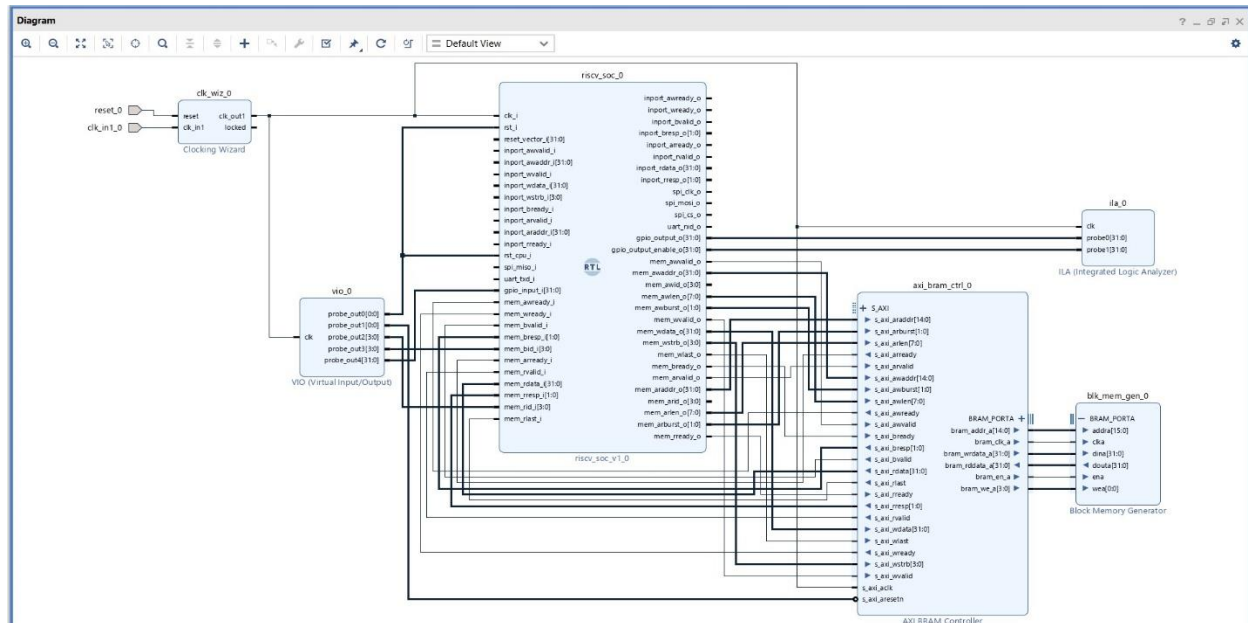 Diagram
Default View
reset_0
clk_in1_0
clk_wiz_0
reset
clk_in1
clk_out1
locked
Clocking Wizard
vio_0
clk
probe_out0[0:0]
probe_out1[0:0]
probe_out2[3:0]
probe_out3[3:0]
probe_out4[31:0]
VIO (Virtual Input/Output)
riscv_soc_0
clk_i
rst_i
reset_vector_i[31:0]
inport_awvalid_i
inport_awaddr_i[31:0]
inport_wvalid_i
inport_wdata_i[31:0]
inport_wstrb_i[3:0]
inport_bready_i
inport_arvalid_i
inport_araddr_i[31:0]
inport_rready_i
rst_cpu_i
spi_miso_i
uart_txd_i
gpio_input_i[31:0]
mem_awready_i
mem_wready_i
mem_bvalid_i
mem_bresp_i[1:0]
mem_bid_i[3:0]
mem_arready_i
mem_rvalid_i
mem_rdata_i[31:0]
mem_rresp_i[1:0]
mem_rid_i[3:0]
mem_rlast_i
RTL
inport_awready_o
inport_wready_o
inport_bvalid_o
inport_bresp_o[1:0]
inport_arready_o
inport_rvalid_o
inport_rdata_o[31:0]
inport_rresp_o[1:0]
spi_clk_o
spi_mosi_o
spi_cs_o
uart_rxd_o
gpio_output_o[31:0]
gpio_output_enable_o[31:0]
mem_awvalid_o
mem_awaddr_o[31:0]
mem_awid_o[3:0]
mem_awlen_o[7:0]
mem_awburst_o[1:0]
mem_wvalid_o
mem_wdata_o[31:0]
mem_wstrb_o[3:0]
mem_wlast_o
mem_bready_o
mem_arvalid_o
mem_araddr_o[31:0]
mem_arid_o[3:0]
mem_arlen_o[7:0]
mem_arburst_o[1:0]
mem_rready_o
riscv_soc_v1_0
ila_0
clk
probe0[31:0]
probe1[31:0]
ILA (Integrated Logic Analyzer)
axi_bram_ctrl_0
S_AXI
s_axi_araddr[14:0]
s_axi_arburst[1:0]
s_axi_arlen[7:0]
s_axi_arready
s_axi_arvalid
s_axi_awaddr[14:0]
s_axi_awburst[1:0]
s_axi_awlen[7:0]
s_axi_awready
s_axi_awvalid
s_axi_bready
s_axi_bresp[1:0]
s_axi_bvalid
s_axi_rdata[31:0]
s_axi_rlast
s_axi_rready
s_axi_rresp[1:0]
s_axi_rvalid
s_axi_wdata[31:0]
s_axi_wlast
s_axi_wready
s_axi_wstrb[3:0]
s_axi_wvalid
s_axi_aclk
s_axi_aresetn
BRAM_PORTA
bram_addr_a[14:0]
bram_clk_a
bram_wrdata_a[31:0]
bram_rddata_a[31:0]
bram_en_a
bram_we_a[3:0]
AXI BRAM Controller
blk_mem_gen_0
BRAM_PORTA
addra[15:0]
clka
dina[31:0]
douta[31:0]
ena
wea[0:0]
Block Memory Generator